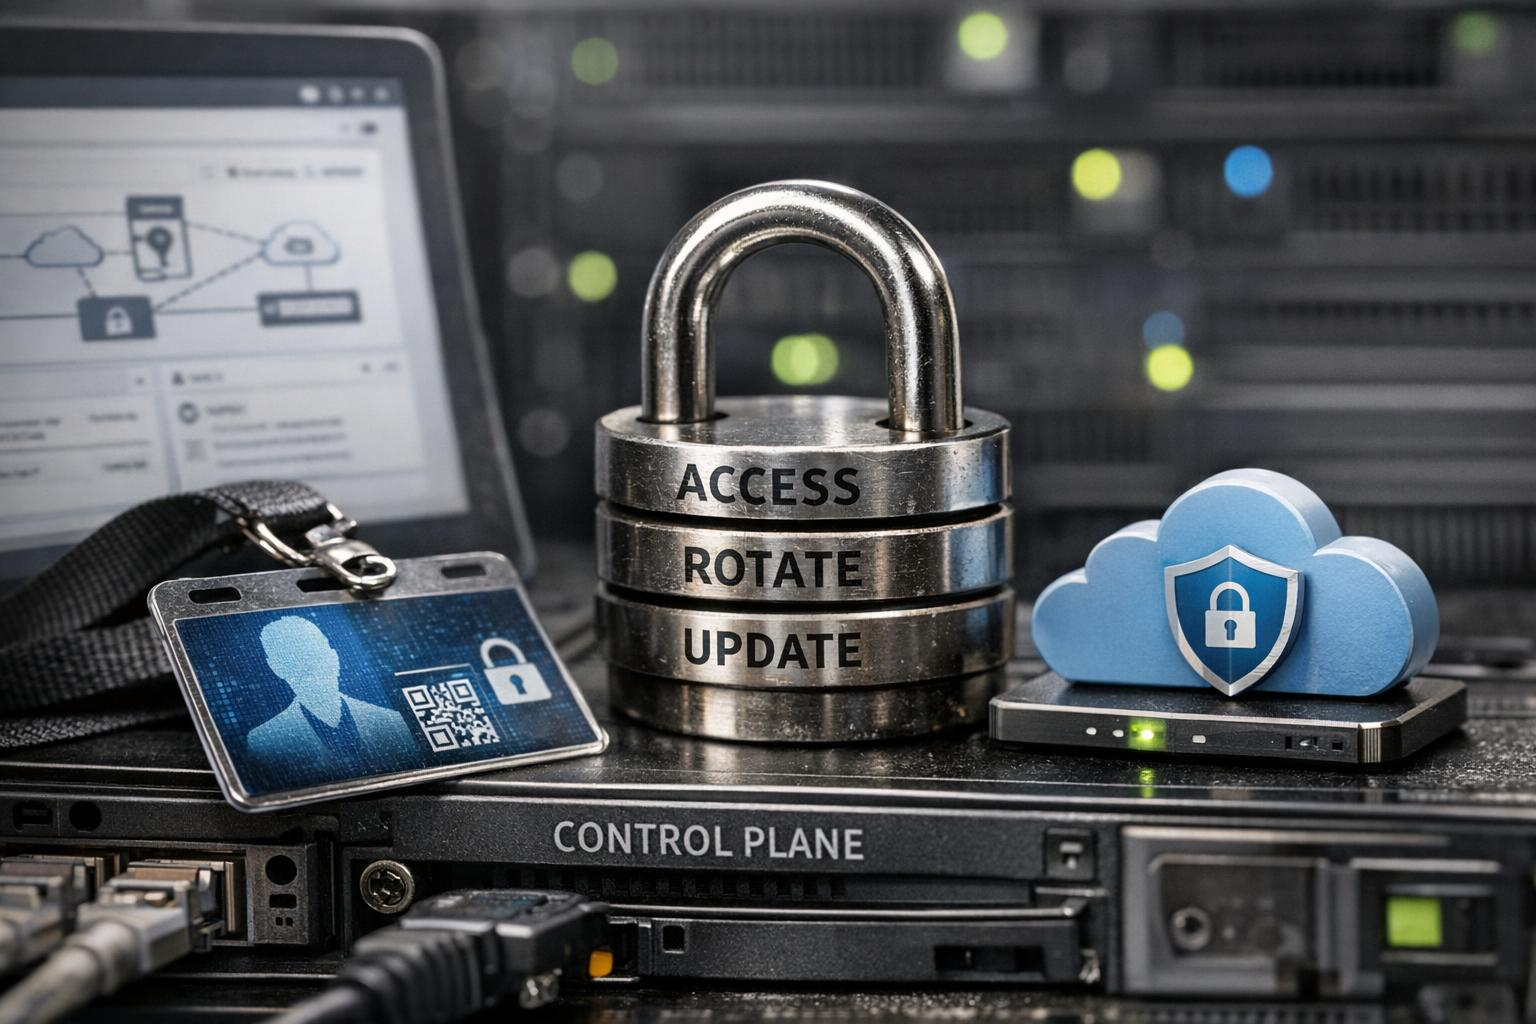 ACCESS
ROTATE
UPDATE
CONTROL PLANE